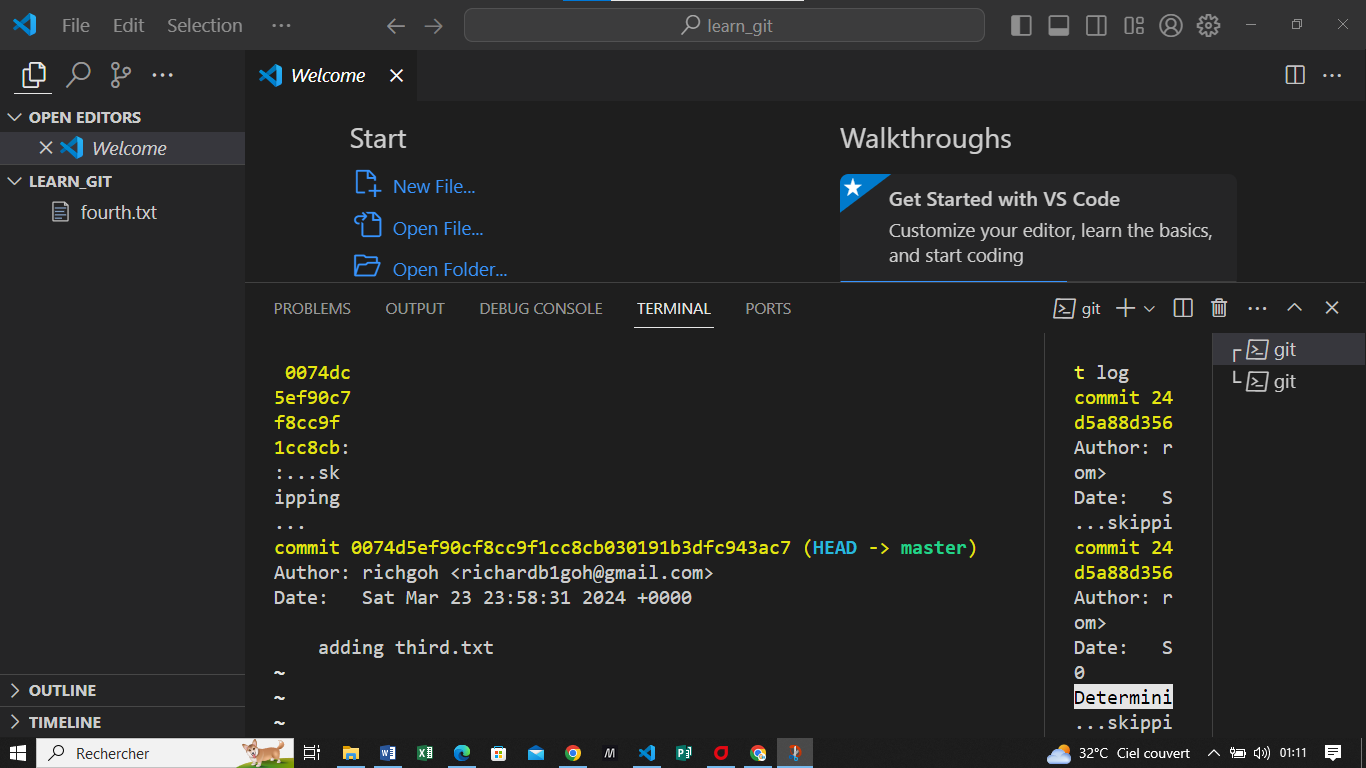 File Edit Selection ··· learn_git
Welcome
OPEN EDITORS
Welcome
LEARN_GIT
fourth.txt
OUTLINE
TIMELINE
Start
New File...
Open File...
Open Folder...
Walkthroughs
Get Started with VS Code
Customize your editor, learn the basics,
and start coding
PROBLEMS OUTPUT DEBUG CONSOLE TERMINAL PORTS
git
0074dc
5ef90c7
f8cc9f
1cc8cb:
:...sk
ipping
...
commit 0074d5ef90cf8cc9f1cc8cb030191b3dfc943ac7 (HEAD -> master)
Author: richgoh <richardb1goh@gmail.com>
Date:   Sat Mar 23 23:58:31 2024 +0000
adding third.txt
~
~
~
t log
commit 24
d5a88d356
Author: r
om>
Date:   S
...skippi
commit 24
d5a88d356
Author: r
om>
Date:   S
0
Determini
...skippi
┌ git
└ git
Rechercher
32°C Ciel couvert 01:11